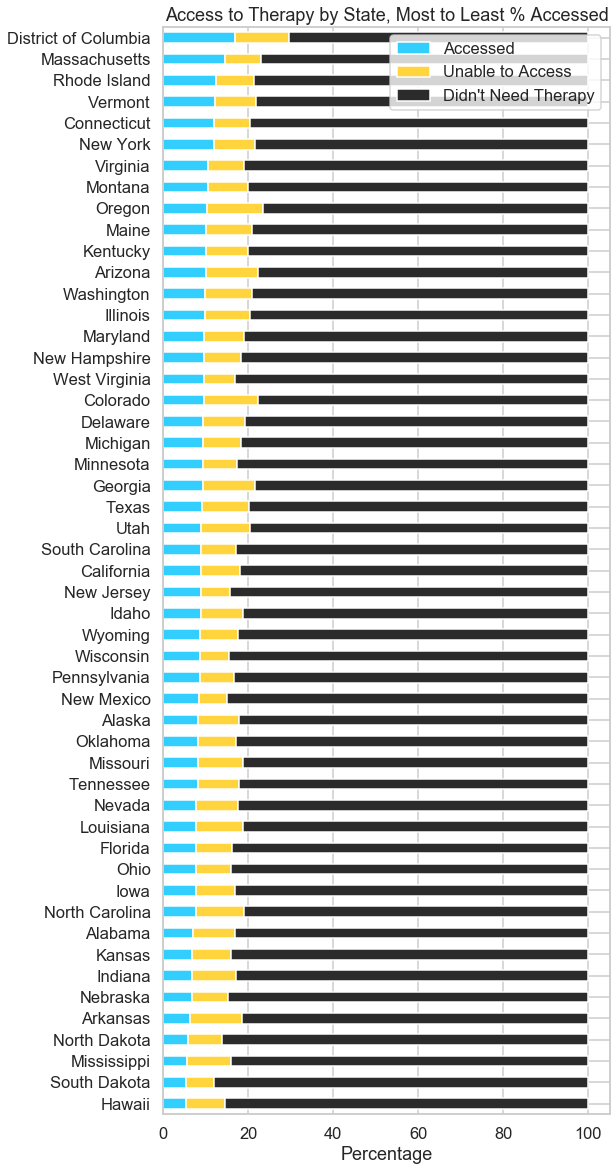 Access to Therapy by State, Most to Least % Accessed
Accessed
Unable to Access
Didn't Need Therapy
District of Columbia
Massachusetts
Rhode Island
Vermont
Connecticut
New York
Virginia
Montana
Oregon
Maine
Kentucky
Arizona
Washington
Illinois
Maryland
New Hampshire
West Virginia
Colorado
Delaware
Michigan
Minnesota
Georgia
Texas
Utah
South Carolina
California
New Jersey
Idaho
Wyoming
Wisconsin
Pennsylvania
New Mexico
Alaska
Oklahoma
Missouri
Tennessee
Nevada
Louisiana
Florida
Ohio
Iowa
North Carolina
Alabama
Kansas
Indiana
Nebraska
Arkansas
North Dakota
Mississippi
South Dakota
Hawaii
0 20 40 60 80 100
Percentage